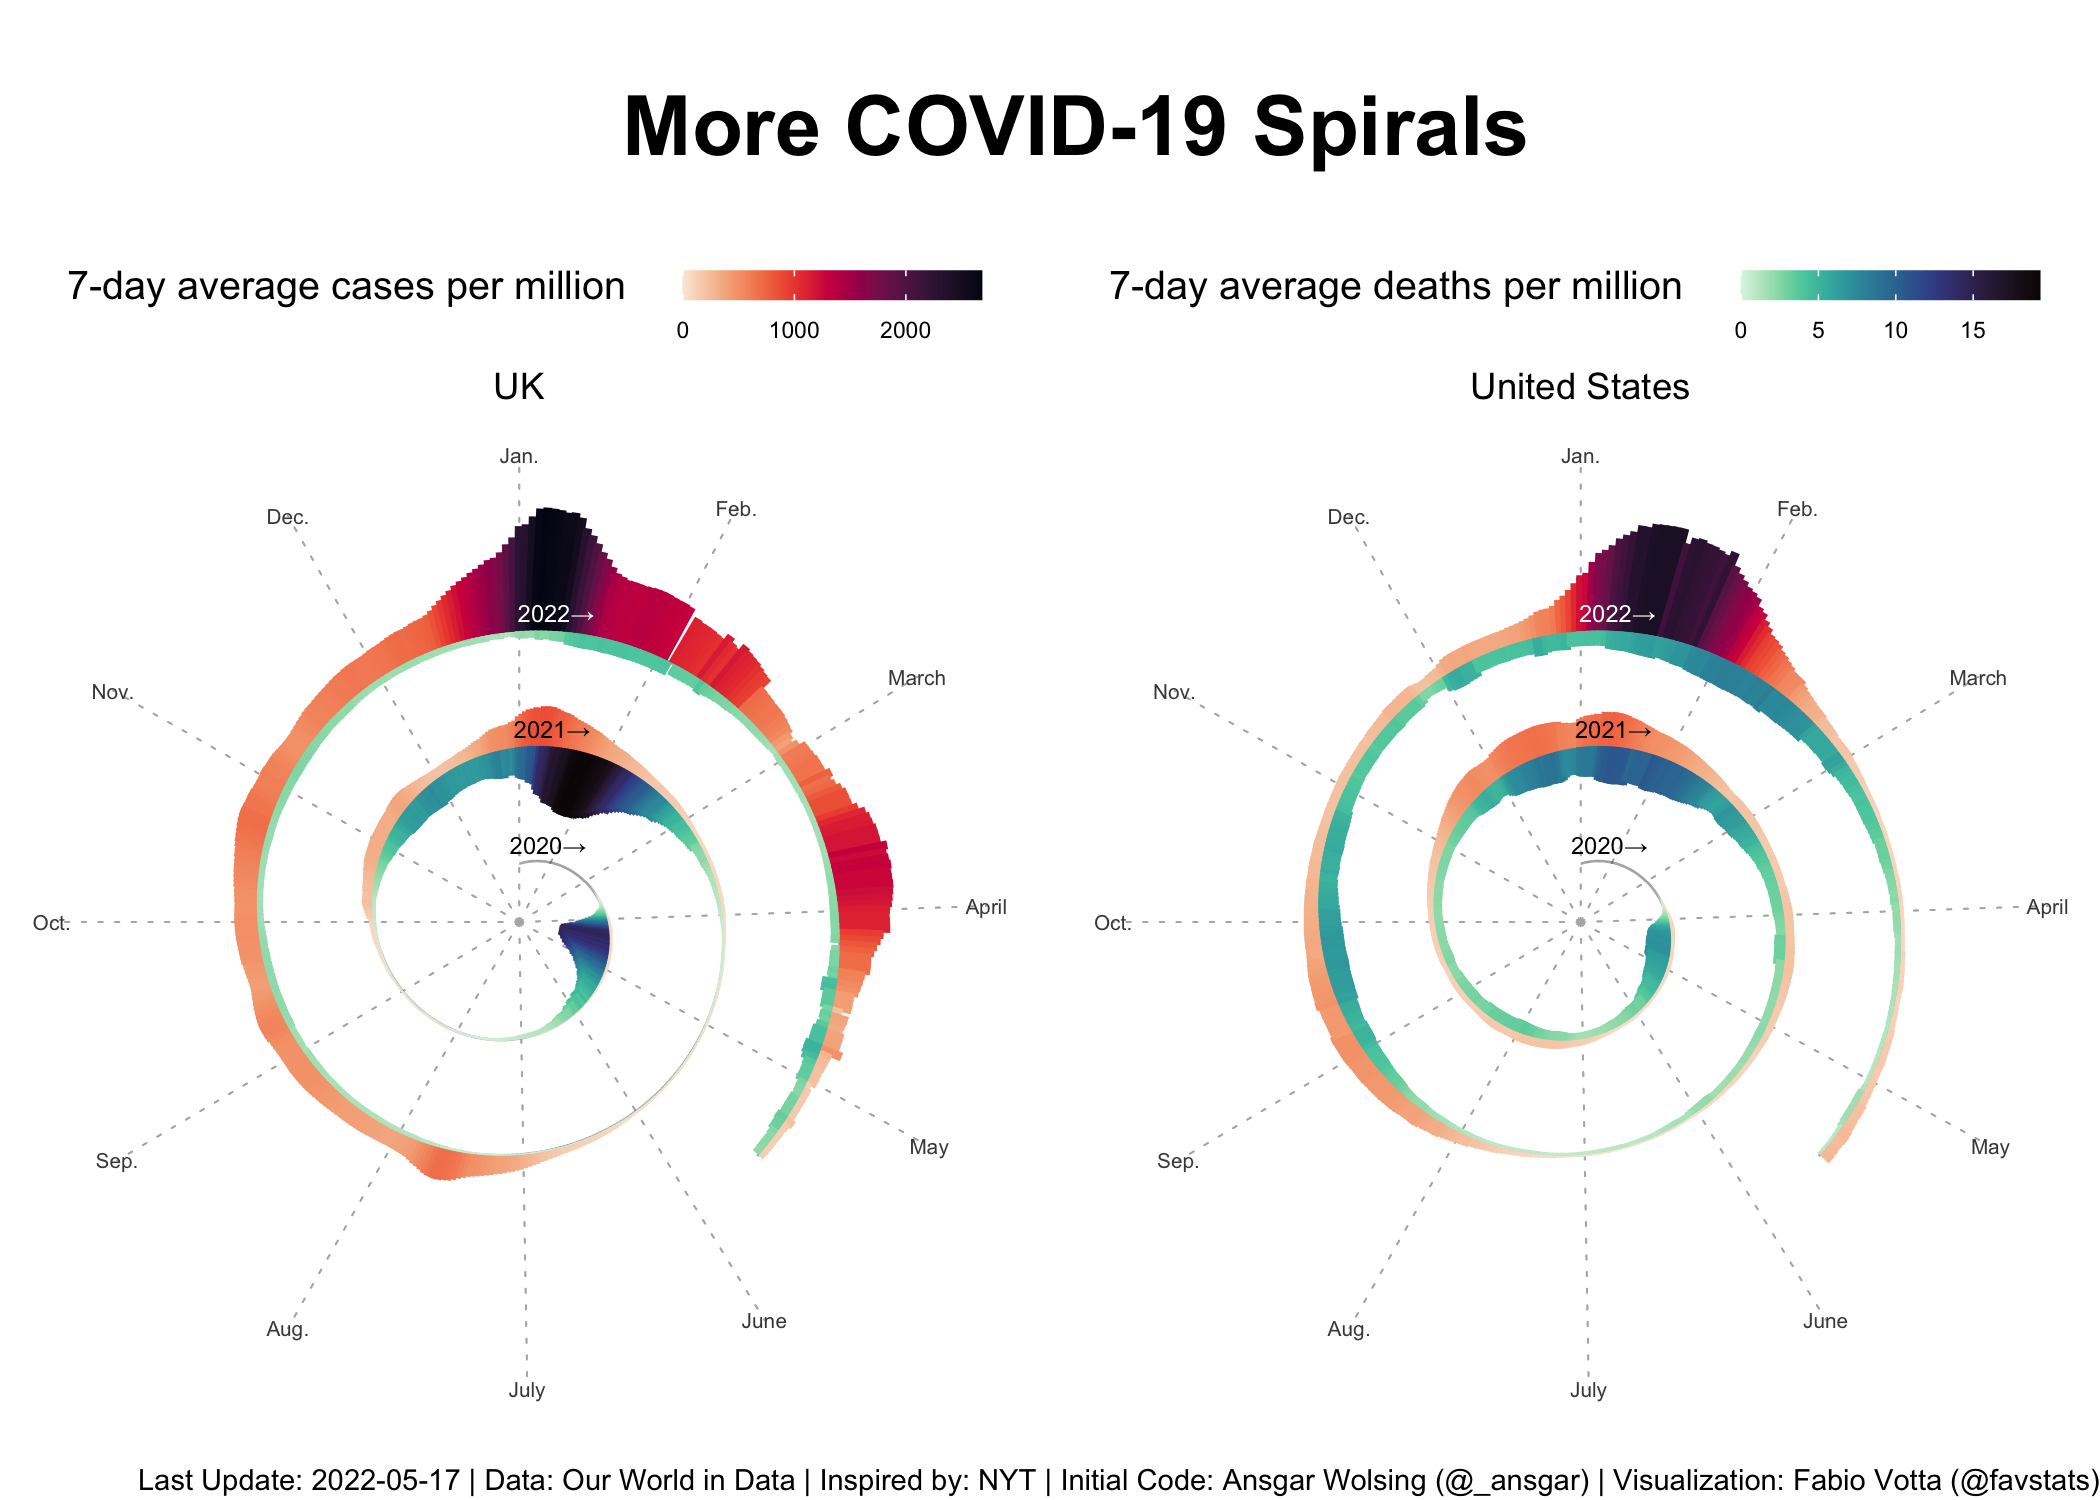 More COVID-19 Spirals
7-day average cases per million
0 1000 2000
7-day average deaths per million
0 5 10 15
UK
Jan.
Feb.
March
April
May
June
July
Aug.
Sep.
Oct.
Nov.
Dec.
2022→
2021→
2020→
United States
Jan.
Feb.
March
April
May
June
July
Aug.
Sep.
Oct.
Nov.
Dec.
2022→
2021→
2020→
Last Update: 2022-05-17 | Data: Our World in Data | Inspired by: NYT | Initial Code: Ansgar Wolsing (@_ansgar) | Visualization: Fabio Votta (@favstats)